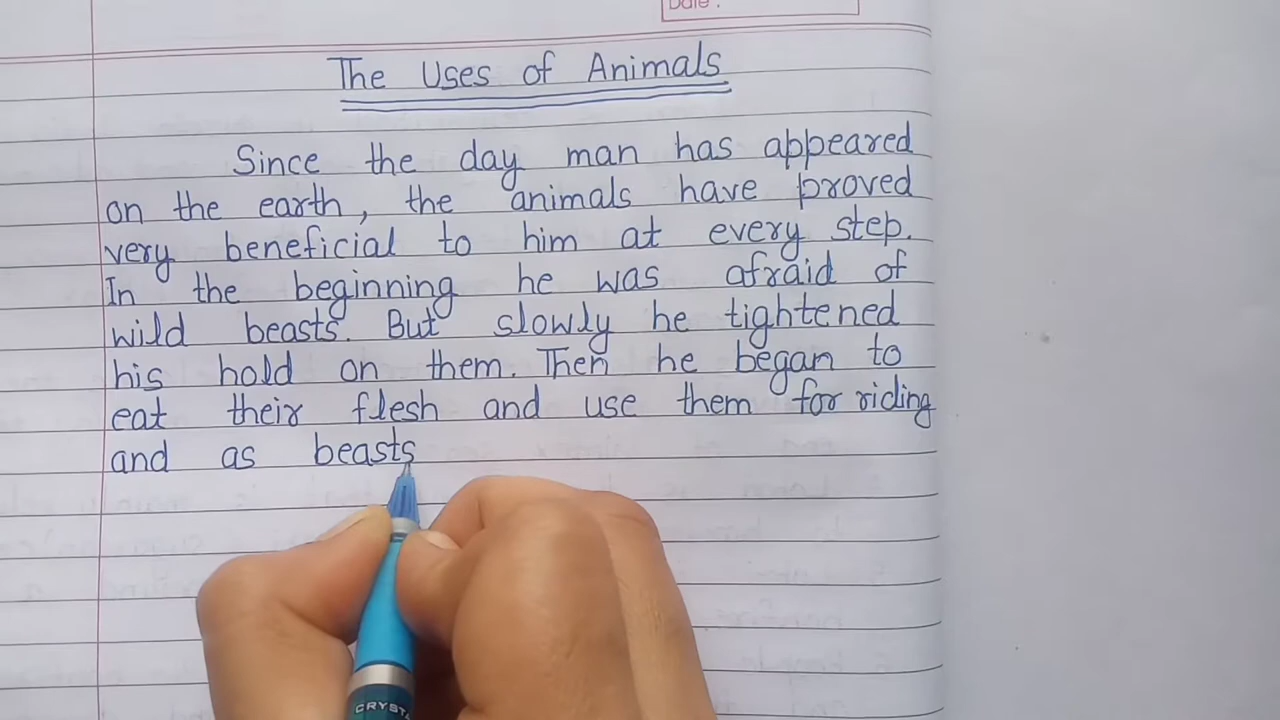 Date :
The Uses of Animals
Since the day man has appeared
on the earth, the animals have proved
very beneficial to him at every step.
In the beginning he was afraid of
wild beasts. But slowly he tightened
his hold on them. Then he began to
eat their flesh and use them for riding
and as beasts